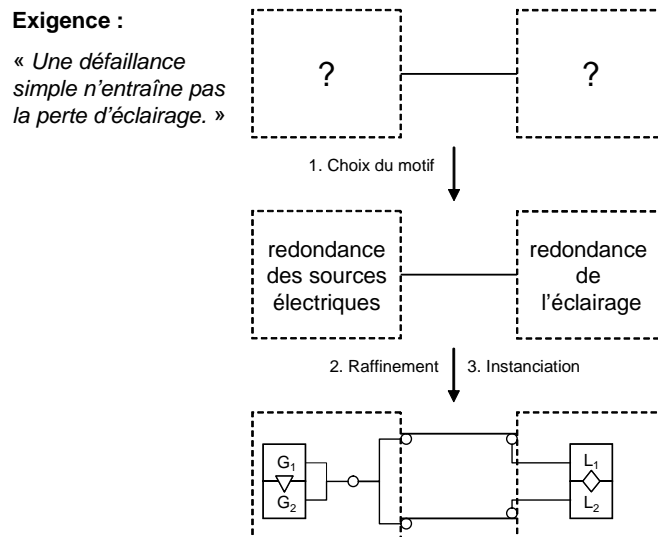 Exigence :
« Une défaillance
simple n’entraîne pas
la perte d’éclairage. »
?
?
1. Choix du motif
redondance
des sources
électriques
redondance
de
l’éclairage
2. Raffinement
3. Instanciation
G1
G2
L1
L2